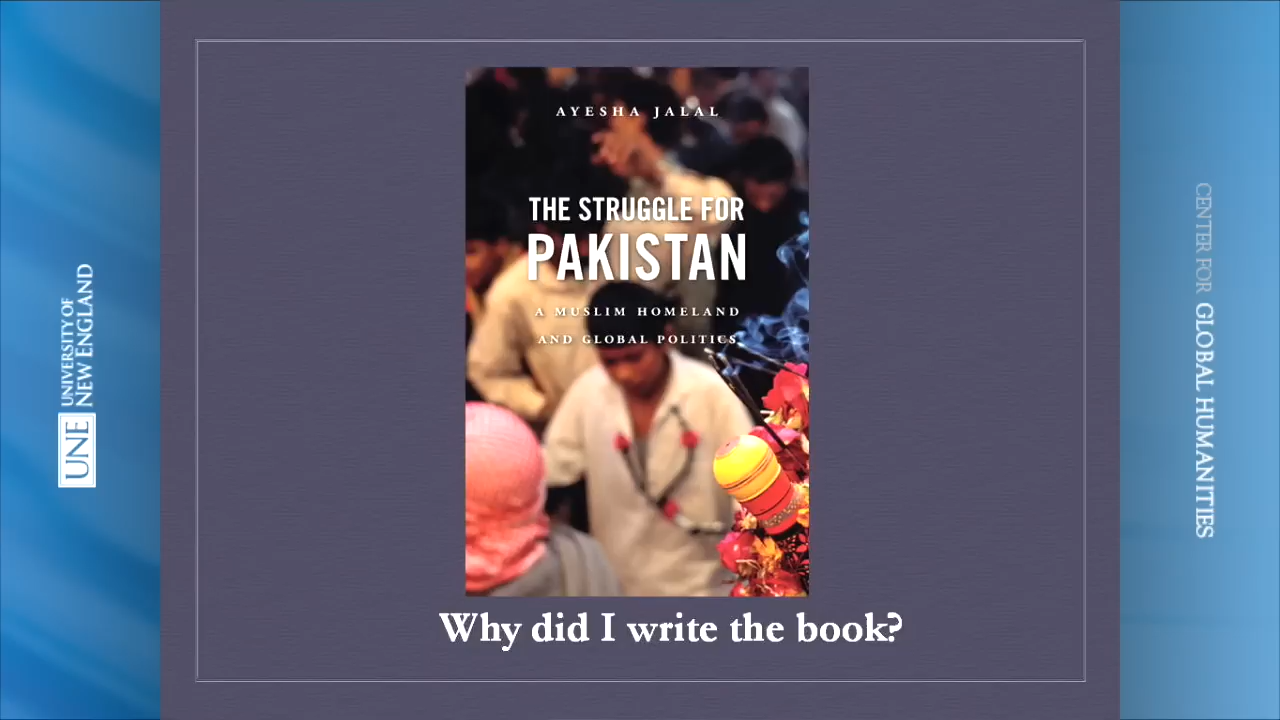 AYESHA JALAL
THE STRUGGLE FOR
PAKISTAN
A MUSLIM HOMELAND
AND GLOBAL POLITICS
Why did I write the book?
UNE
UNIVERSITY OF
NEW ENGLAND
CENTER FOR GLOBAL HUMANITIES